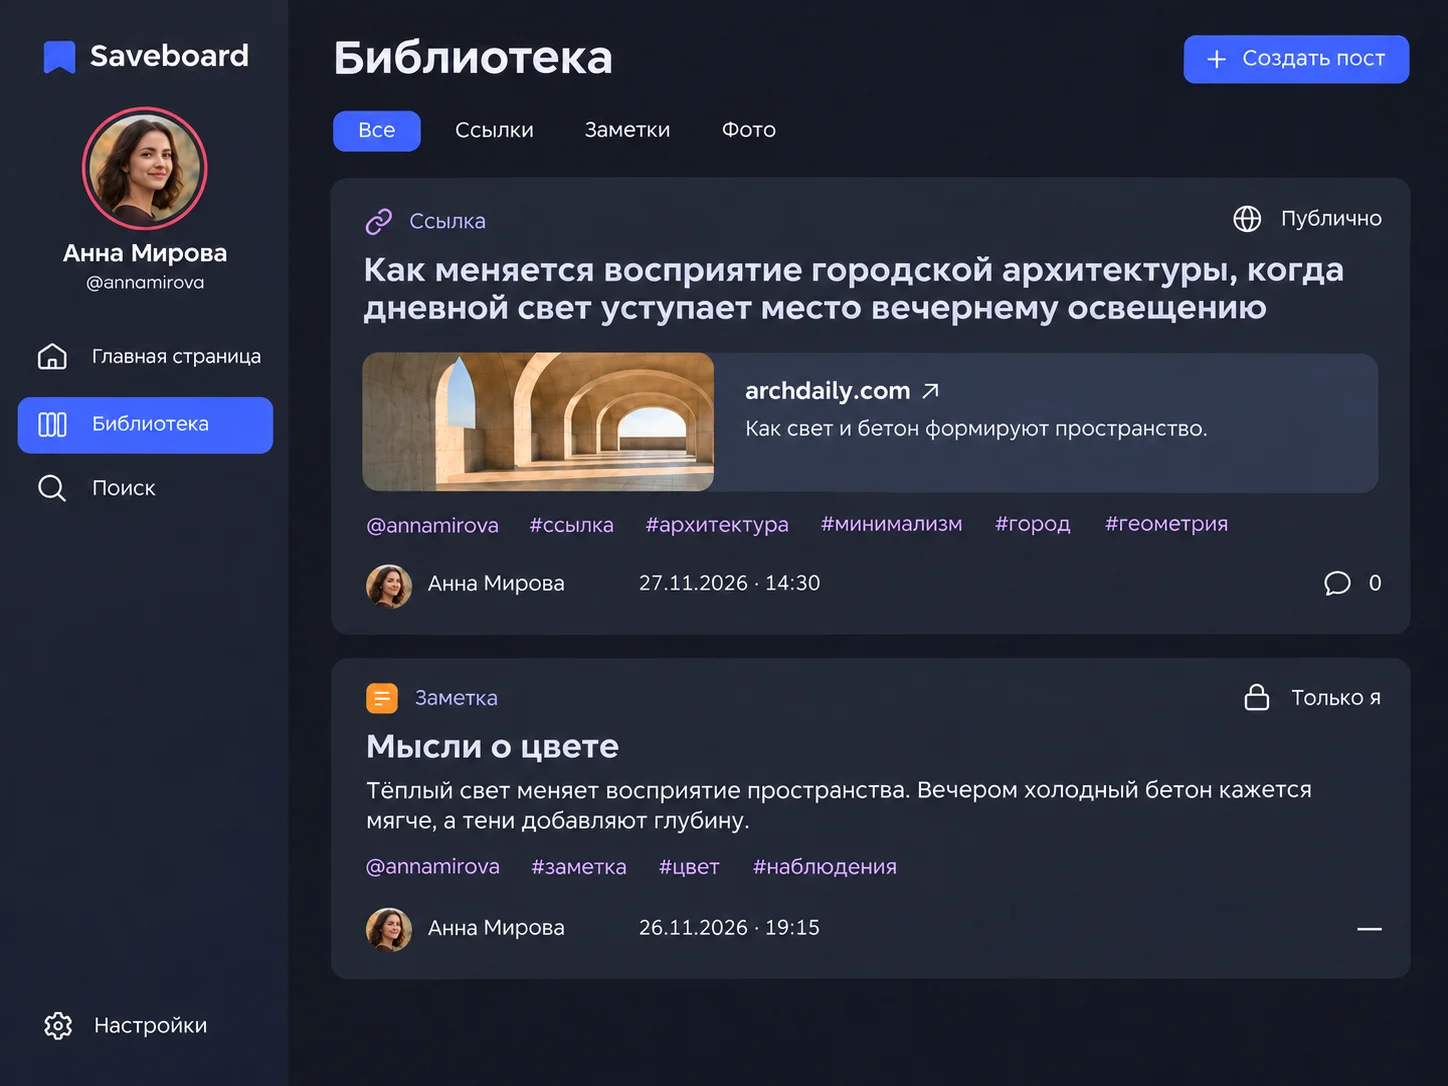 Saveboard
Анна Мирова
@annamirova
Главная страница
Библиотека
Поиск
Настройки
Библиотека
+ Создать пост
Все Ссылки Заметки Фото
Ссылка
Публично
Как меняется восприятие городской архитектуры, когда
дневной свет уступает место вечернему освещению
archdaily.com ↗
Как свет и бетон формируют пространство.
@annamirova #ссылка #архитектура #минимализм #город #геометрия
Анна Мирова 27.11.2026 · 14:30 0
Заметка
Только я
Мысли о цвете
Тёплый свет меняет восприятие пространства. Вечером холодный бетон кажется
мягче, а тени добавляют глубину.
@annamirova #заметка #цвет #наблюдения
Анна Мирова 26.11.2026 · 19:15 —